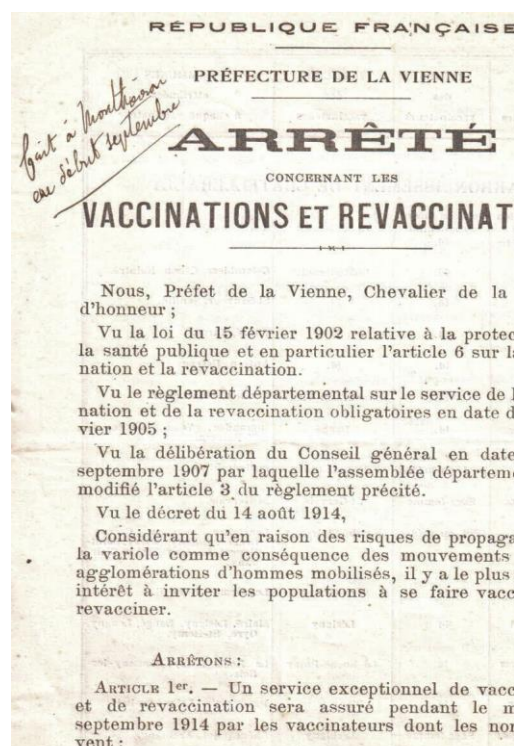 RÉPUBLIQUE FRANÇAISE
PRÉFECTURE DE LA VIENNE
fait à
au début septembre
ARRÊTÉ
CONCERNANT LES
VACCINATIONS ET REVACCINAT
Nous, Préfet de la Vienne, Chevalier de la
d'honneur ;
Vu la loi du 15 février 1902 relative à la protec
la santé publique et en particulier l'article 6 sur la
nation et la revaccination.
Vu le règlement départemental sur le service de l
nation et de la revaccination obligatoires en date d
vier 1905 ;
Vu la délibération du Conseil général en date
septembre 1907 par laquelle l'assemblée départeme
modifié l'article 3 du règlement précité.
Vu le décret du 14 août 1914,
Considérant qu'en raison des risques de propaga
la variole comme conséquence des mouvements
agglomérations d'hommes mobilisés, il y a le plus
intérêt à inviter les populations à se faire vacc
revacciner.
ARRÊTONS :
ARTICLE 1er. — Un service exceptionnel de vacc
et de revaccination sera assuré pendant le m
septembre 1914 par les vaccinateurs dont les nom
vent :